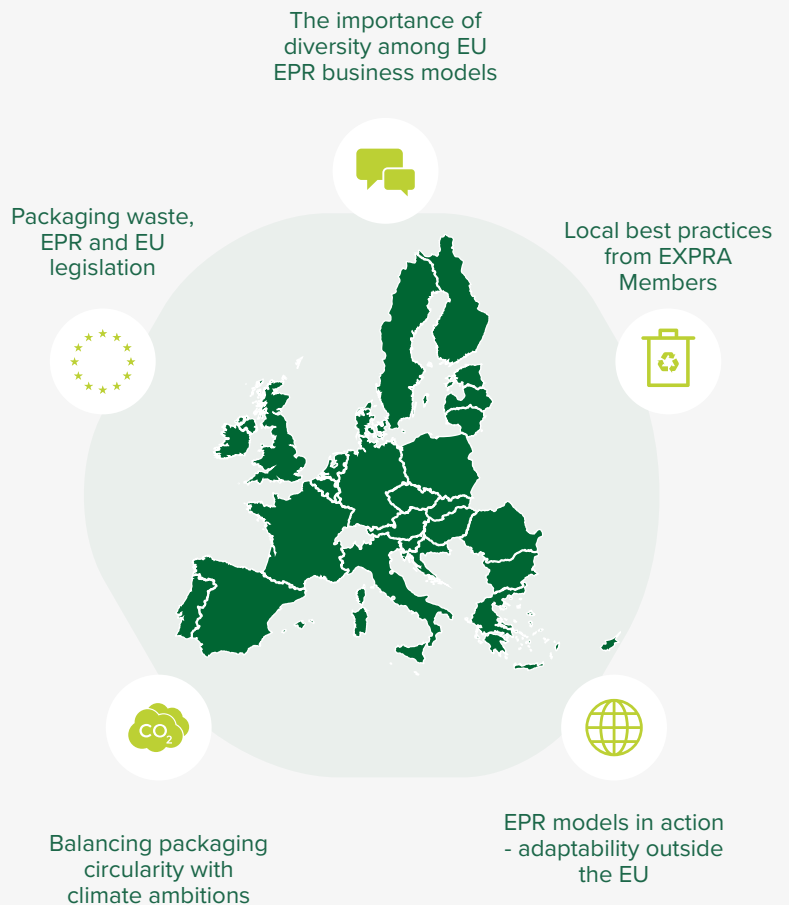 The importance of
diversity among EU
EPR business models
Packaging waste,
EPR and EU
legislation
Local best practices
from EXPRA
Members
CO2
Balancing packaging
circularity with
climate ambitions
EPR models in action
- adaptability outside
the EU